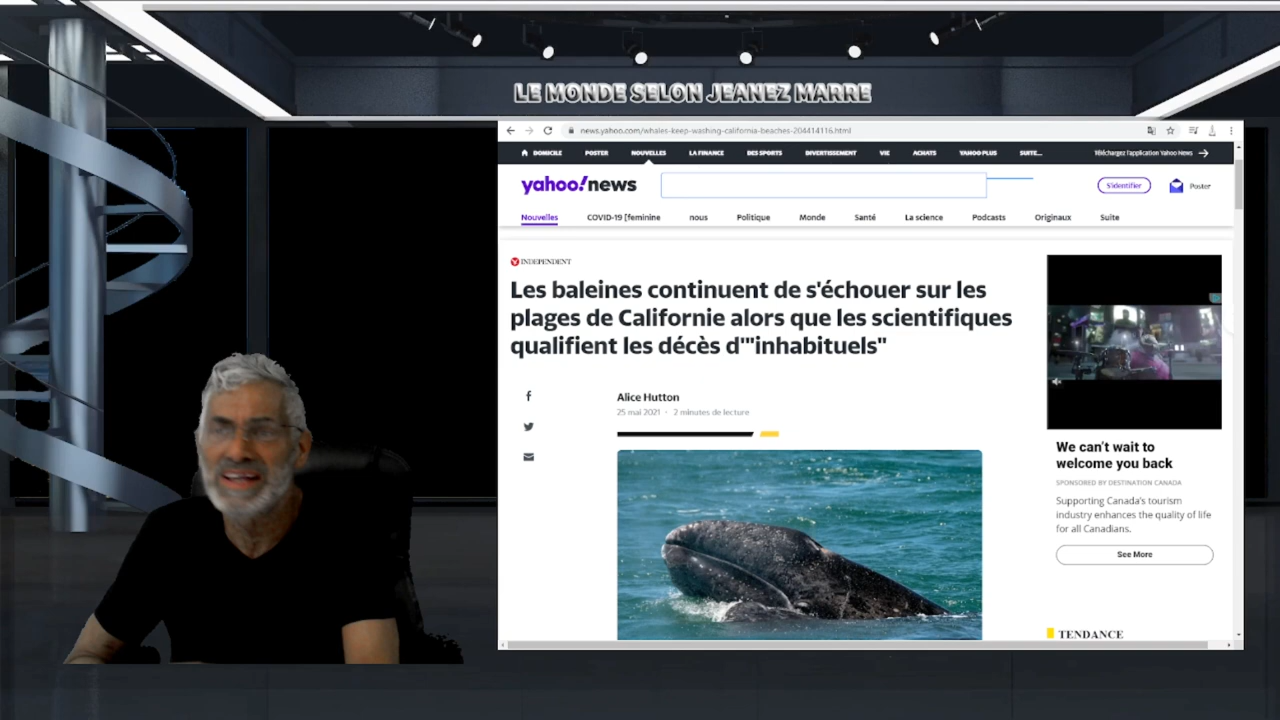 LE MONDE SELON JEANEZ MARRE
news.yahoo.com/whales-keep-washing-california-beaches-204414116.html
DOMICILE POSTER NOUVELLES LA FINANCE DES SPORTS DIVERTISSEMENT VIE ACHATS YAHOO PLUS SUITE... Téléchargez l'application Yahoo News
yahoo!news
S'identifier Poster
Nouvelles COVID-19 [feminine nous Politique Monde Santé La science Podcasts Originaux Suite
INDEPENDENT
Les baleines continuent de s'échouer sur les
plages de Californie alors que les scientifiques
qualifient les décès d'"inhabituels"
Alice Hutton
25 mai 2021 · 2 minutes de lecture
We can't wait to
welcome you back
SPONSORED BY DESTINATION CANADA
Supporting Canada's tourism
industry enhances the quality of life
for all Canadians.
See More
TENDANCE